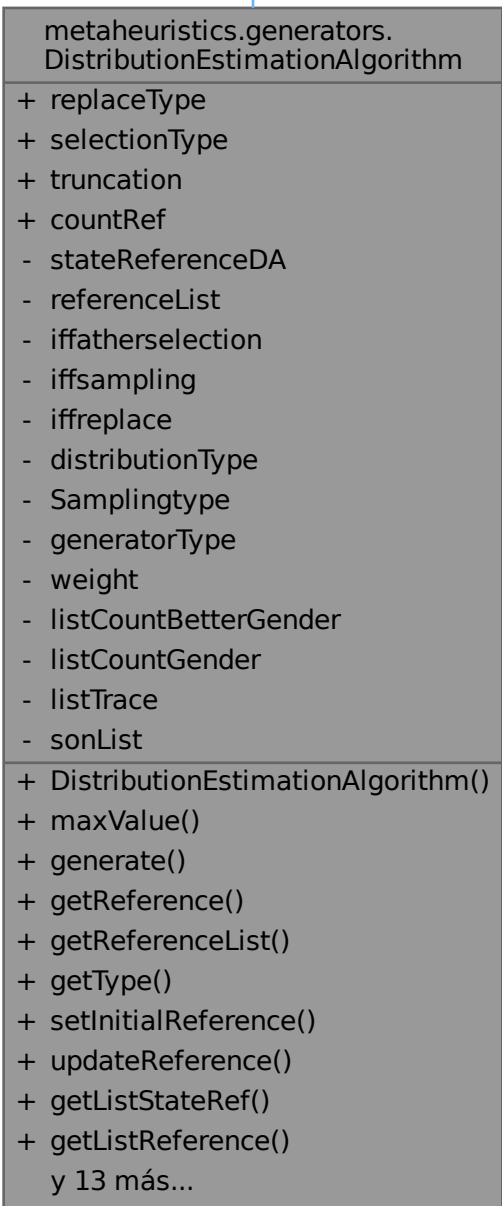 metaheuristics.generators.
DistributionEstimationAlgorithm
+ replaceType
+ selectionType
+ truncation
+ countRef
- stateReferenceDA
- referenceList
- iffatherselection
- iffsampling
- iffreplace
- distributionType
- Samplingtype
- generatorType
- weight
- listCountBetterGender
- listCountGender
- listTrace
- sonList
+ DistributionEstimationAlgorithm()
+ maxValue()
+ generate()
+ getReference()
+ getReferenceList()
+ getType()
+ setInitialReference()
+ updateReference()
+ getListStateRef()
+ getListReference()
y 13 más...